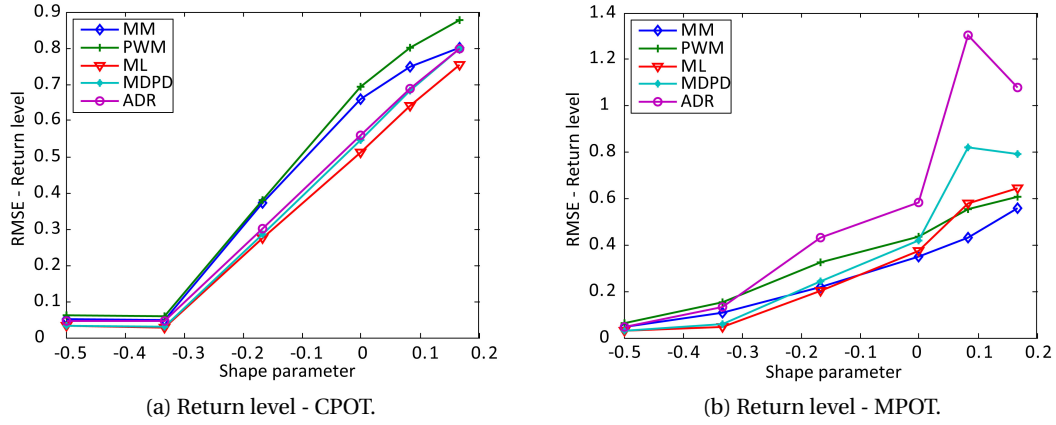 MM
PWM
ML
MDPD
ADR
RMSE - Return level
0.9
0.8
0.7
0.6
0.5
0.4
0.3
0.2
0.1
0
-0.5
-0.4
-0.3
-0.2
-0.1
0
0.1
0.2
Shape parameter
(a) Return level - CPOT.
MM
PWM
ML
MDPD
ADR
RMSE - Return level
1.4
1.2
1
0.8
0.6
0.4
0.2
0
-0.5
-0.4
-0.3
-0.2
-0.1
0
0.1
0.2
Shape parameter
(b) Return level - MPOT.